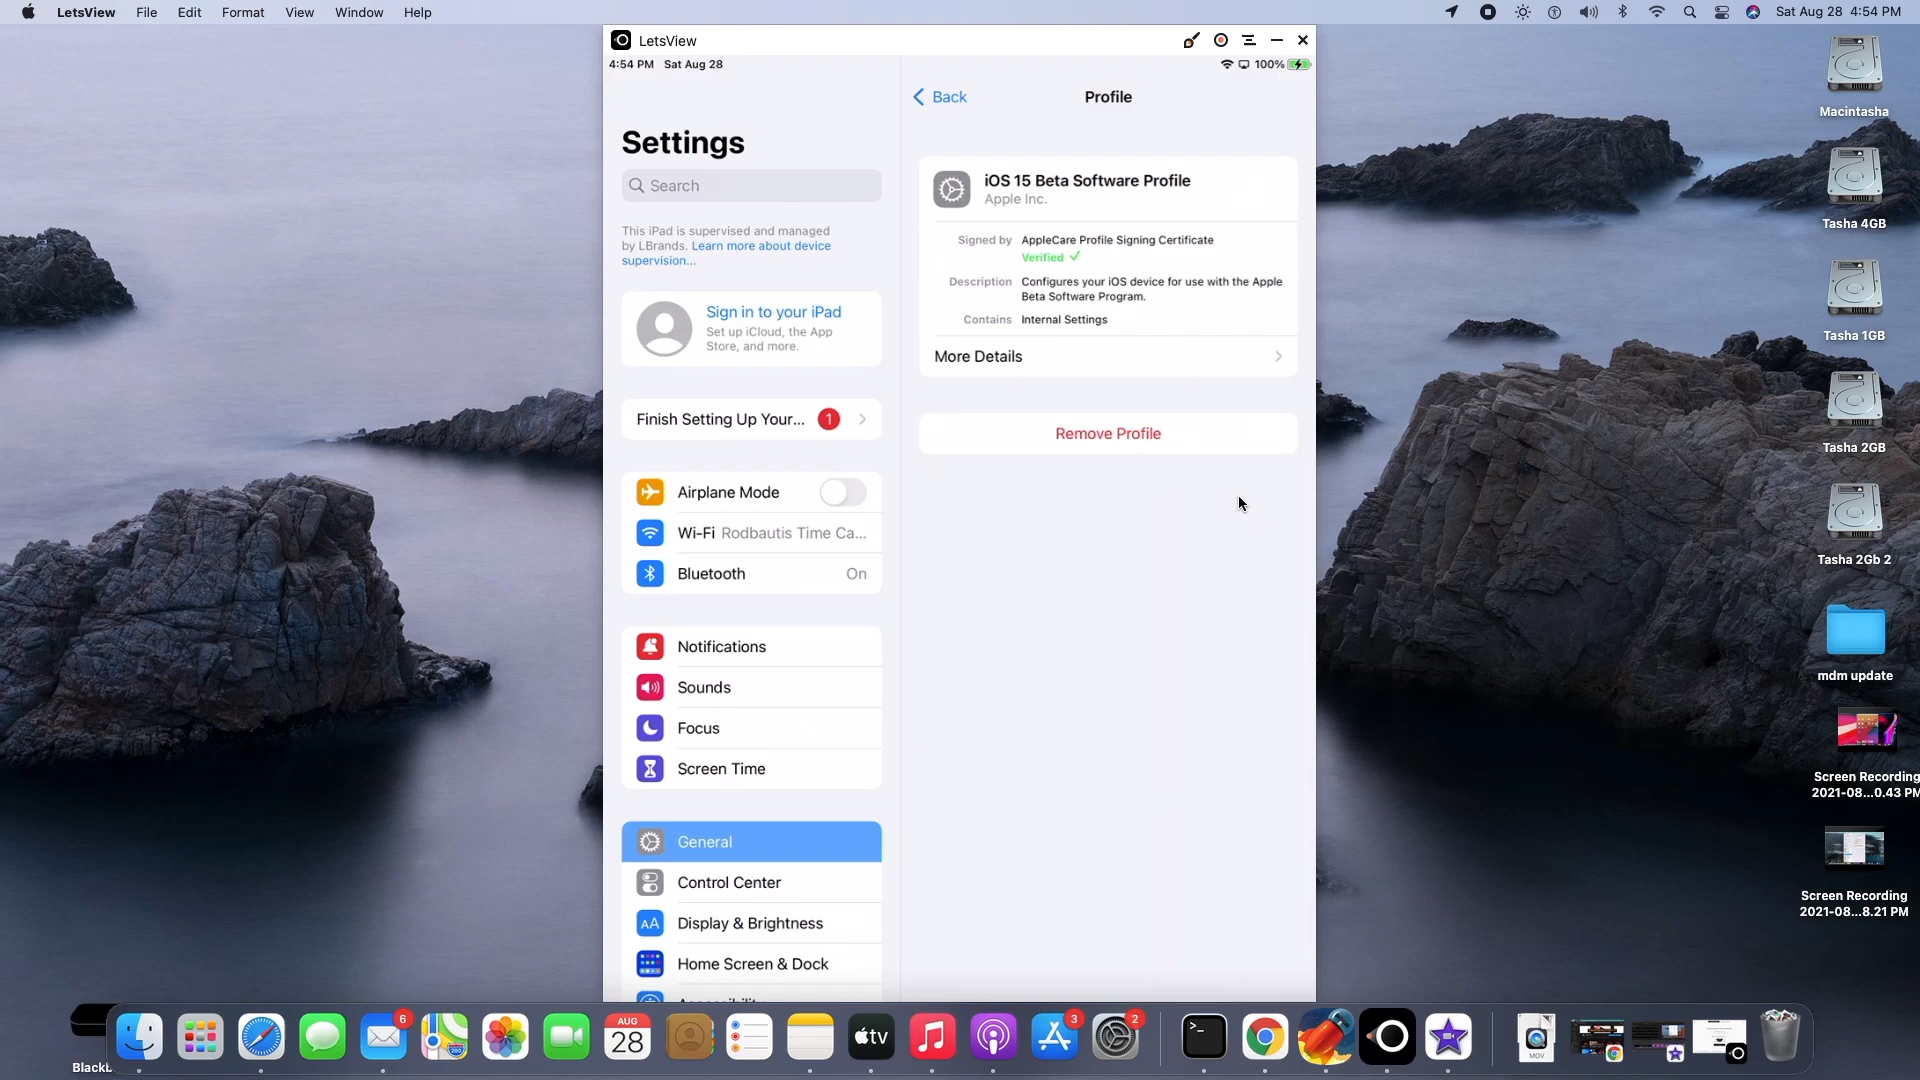 LetsView File Edit Format View Window Help
Sat Aug 28 4:54 PM
LetsView
4:54 PM Sat Aug 28
100%
Settings
Search
This iPad is supervised and managed
by LBrands. Learn more about device
supervision...
Sign in to your iPad
Set up iCloud, the App
Store, and more.
Finish Setting Up Your... 1
Airplane Mode
Wi-Fi Rodbautis Time Ca...
Bluetooth On
Notifications
Sounds
Focus
Screen Time
General
Control Center
AA Display & Brightness
Home Screen & Dock
Accessibility
Back
Profile
iOS 15 Beta Software Profile
Apple Inc.
Signed by AppleCare Profile Signing Certificate
Verified ✓
Description Configures your iOS device for use with the Apple
Beta Software Program.
Contains Internal Settings
More Details
Remove Profile
Macintasha
Tasha 4GB
Tasha 1GB
Tasha 2GB
Tasha 2Gb 2
mdm update
Screen Recording
2021-08...0.43 PM
Screen Recording
2021-08...8.21 PM
Blackb
6
AUG
28
tv
3
2
>_
MOV